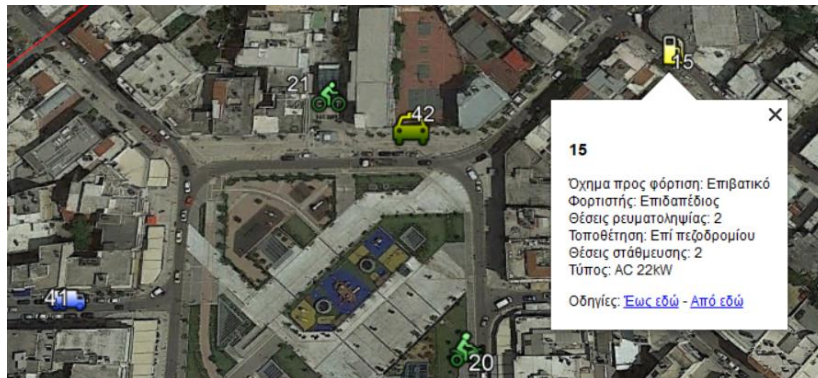 15
21
42
15
Όχημα προς φόρτιση: Επιβατικό
Φορτιστής: Επιδαπέδιος
Θέσεις ρευματοληψίας: 2
Τοποθέτηση: Επί πεζοδρομίου
Θέσεις στάθμευσης: 2
Τύπος: AC 22kW
Οδηγίες: Έως εδώ - Από εδώ
41
20